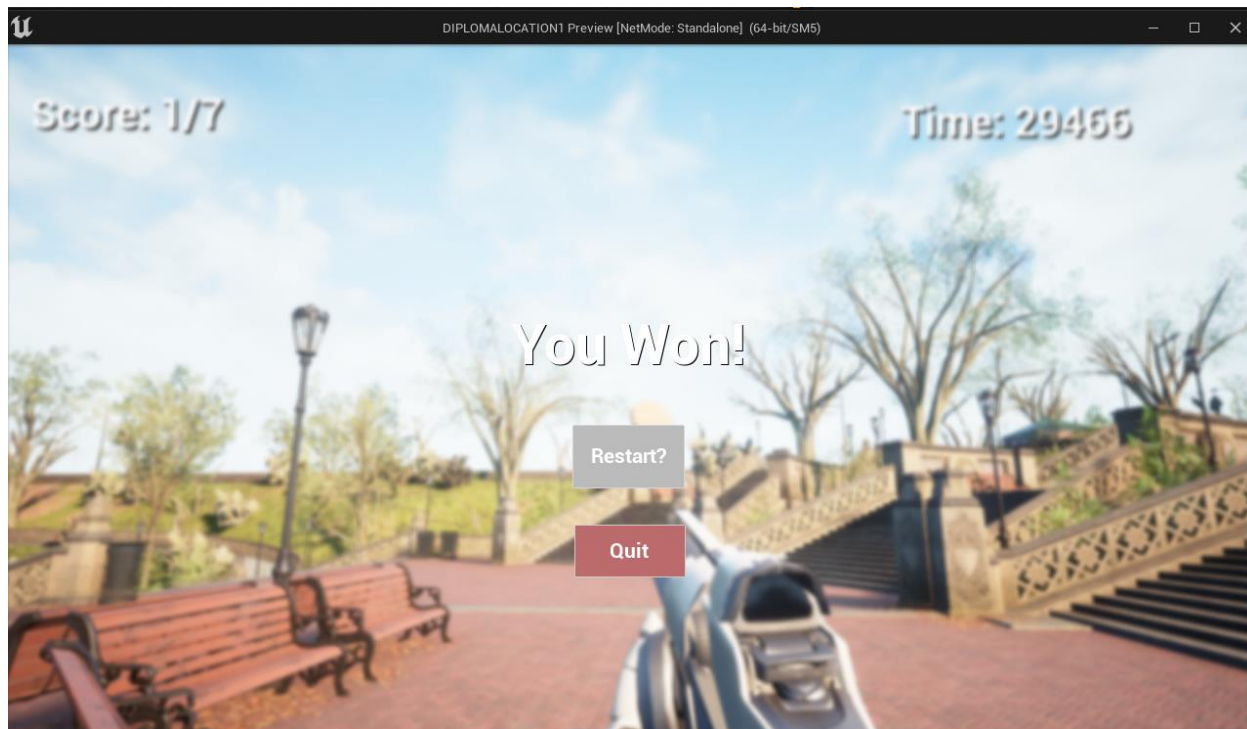 DIPLOMALOCATION1 Preview [NetMode: Standalone] (64-bit/SM5)
Score: 1/7
Time: 29466
You Won!
Restart?
Quit